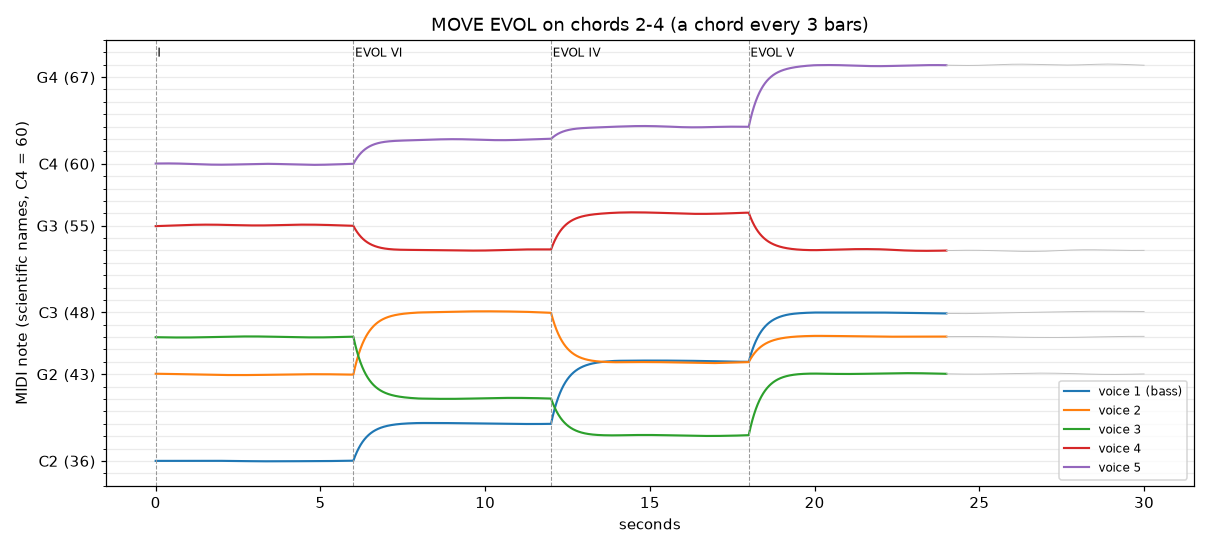 MOVE EVOL on chords 2-4 (a chord every 3 bars)
I
EVOL VI
EVOL IV
EVOL V
G4 (67)
C4 (60)
G3 (55)
C3 (48)
G2 (43)
C2 (36)
MIDI note (scientific names, C4 = 60)
voice 1 (bass)
voice 2
voice 3
voice 4
voice 5
0
5
10
15
20
25
30
seconds